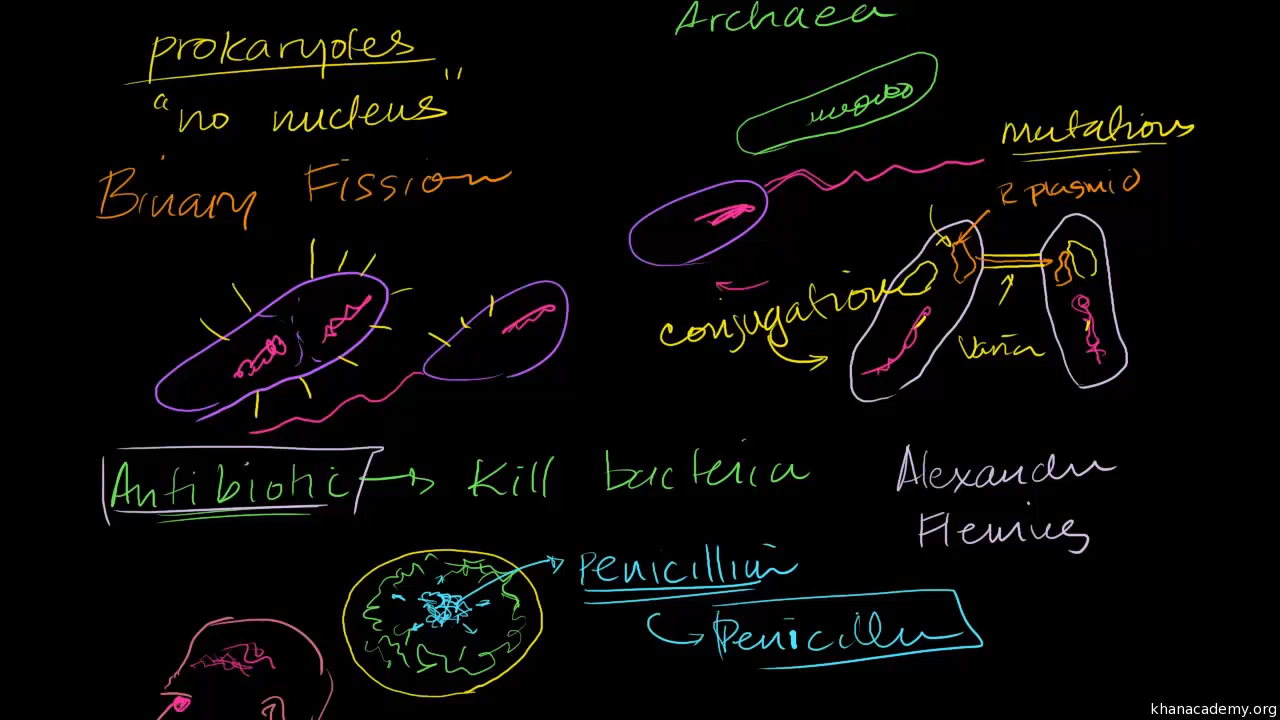 prokaryotes
"no nucleus"
Binary Fission
Archaea
mutations
R plasmid
conjugation
Antibiotic → Kill bacteria
Alexander
Fleming
Penicillium
Penicillin
khanacademy.org